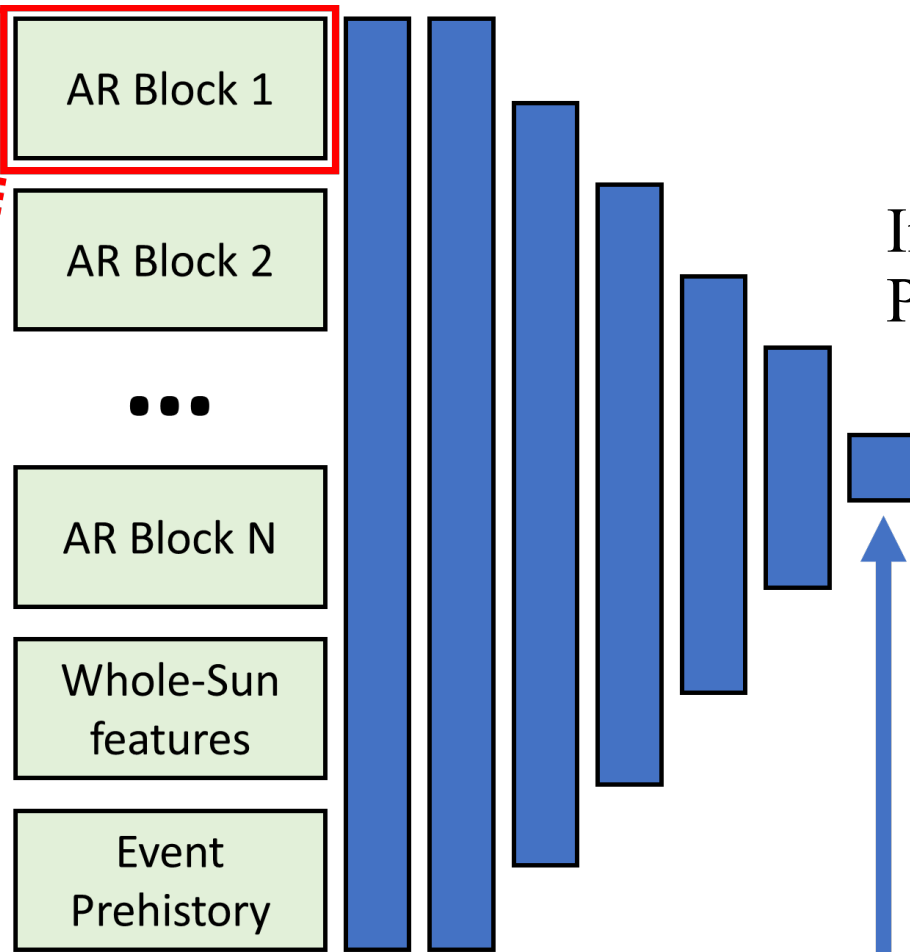 AR Block 1
AR Block 2
...
AR Block N
Whole-Sun
features
Event
Prehistory